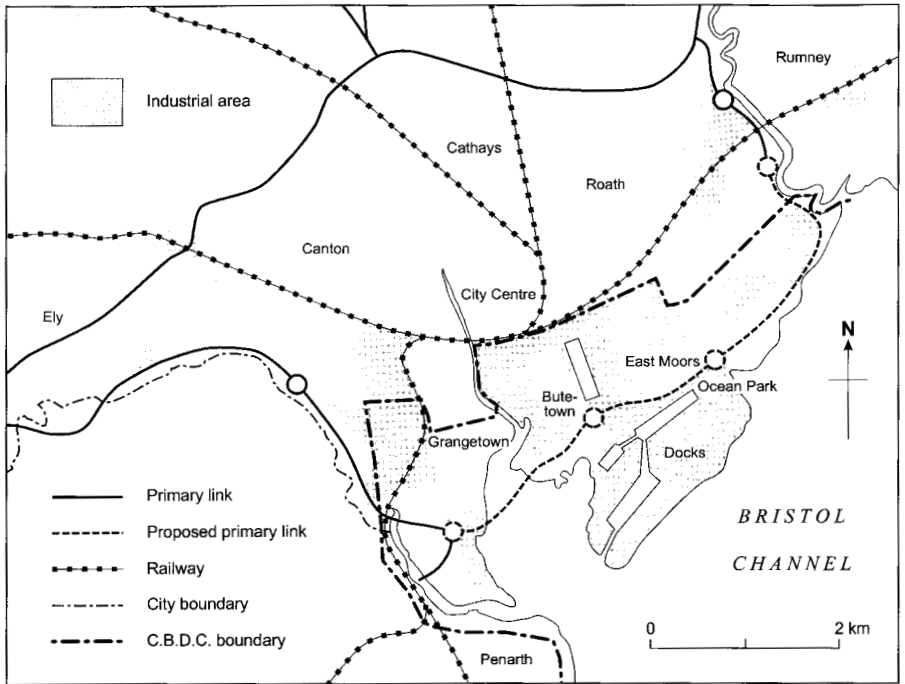 Rumney
Industrial area
Cathays
Roath
Canton
City Centre
Ely
N
East Moors
Ocean Park
Bute-
town
Grangetown
Docks
Primary link
Proposed primary link
Railway
City boundary
C.B.D.C. boundary
BRISTOL
CHANNEL
0 2 km
Penarth